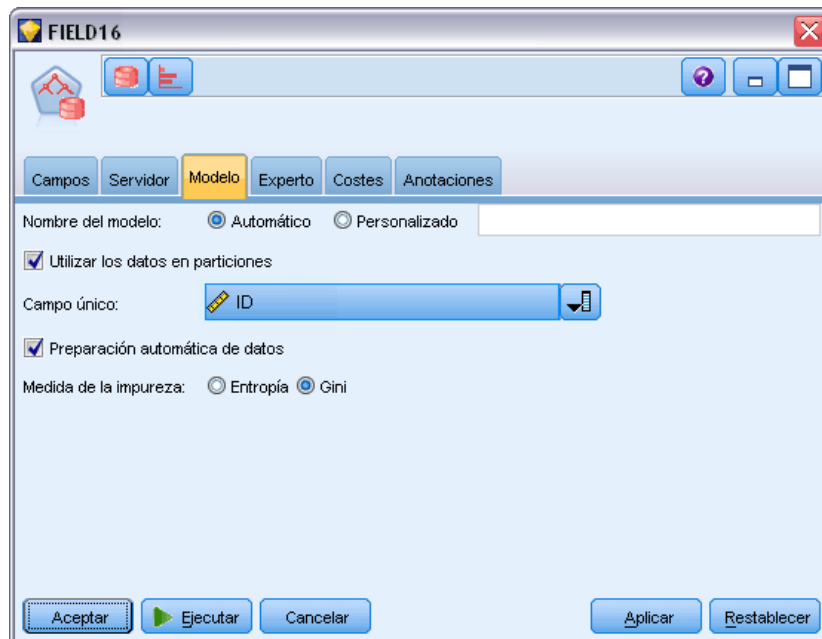 FIELD16
Campos Servidor Modelo Experto Costes Anotaciones
Nombre del modelo: Automático Personalizado
Utilizar los datos en particiones
Campo único: ID
Preparación automática de datos
Medida de la impureza: Entropía Gini
Aceptar Ejecutar Cancelar Aplicar Restablecer